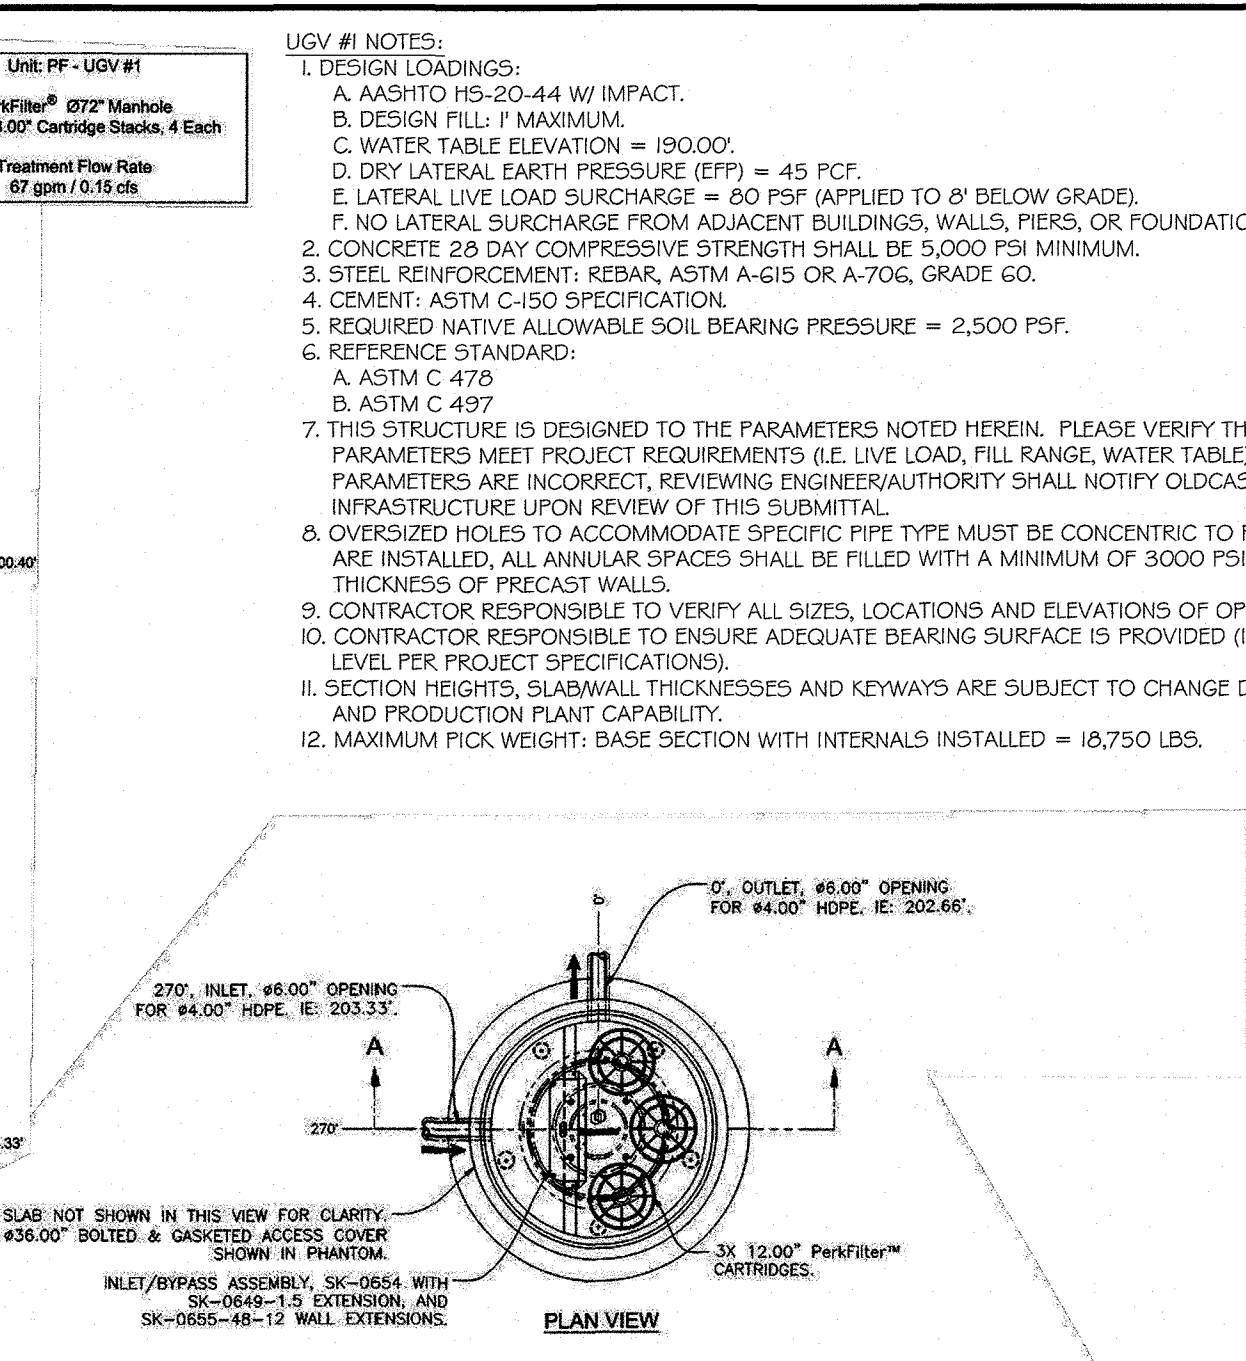 UGV #1 NOTES:
Unit: PF - UGV #1
kFilter® Ø72" Manhole
.00" Cartridge Stacks, 4 Each
Treatment Flow Rate
67 gpm / 0.15 cfs
1. DESIGN LOADINGS:
A. AASHTO HS-20-44 W/ IMPACT.
B. DESIGN FILL: 1' MAXIMUM.
C. WATER TABLE ELEVATION = 190.00'.
D. DRY LATERAL EARTH PRESSURE (EFP) = 45 PCF.
E. LATERAL LIVE LOAD SURCHARGE = 80 PSF (APPLIED TO 8' BELOW GRADE).
F. NO LATERAL SURCHARGE FROM ADJACENT BUILDINGS, WALLS, PIERS, OR FOUNDATIO
2. CONCRETE 28 DAY COMPRESSIVE STRENGTH SHALL BE 5,000 PSI MINIMUM.
3. STEEL REINFORCEMENT: REBAR, ASTM A-615 OR A-706, GRADE 60.
4. CEMENT: ASTM C-150 SPECIFICATION.
5. REQUIRED NATIVE ALLOWABLE SOIL BEARING PRESSURE = 2,500 PSF.
6. REFERENCE STANDARD:
A. ASTM C 478
B. ASTM C 497
7. THIS STRUCTURE IS DESIGNED TO THE PARAMETERS NOTED HEREIN. PLEASE VERIFY TH
PARAMETERS MEET PROJECT REQUIREMENTS (I.E. LIVE LOAD, FILL RANGE, WATER TABLE)
PARAMETERS ARE INCORRECT, REVIEWING ENGINEER/AUTHORITY SHALL NOTIFY OLDCAS
INFRASTRUCTURE UPON REVIEW OF THIS SUBMITTAL.
8. OVERSIZED HOLES TO ACCOMMODATE SPECIFIC PIPE TYPE MUST BE CONCENTRIC TO
ARE INSTALLED, ALL ANNULAR SPACES SHALL BE FILLED WITH A MINIMUM OF 3000 PSI
THICKNESS OF PRECAST WALLS.
9. CONTRACTOR RESPONSIBLE TO VERIFY ALL SIZES, LOCATIONS AND ELEVATIONS OF OP
10. CONTRACTOR RESPONSIBLE TO ENSURE ADEQUATE BEARING SURFACE IS PROVIDED (I
LEVEL PER PROJECT SPECIFICATIONS).
11. SECTION HEIGHTS, SLAB/WALL THICKNESSES AND KEYWAYS ARE SUBJECT TO CHANGE D
AND PRODUCTION PLANT CAPABILITY.
12. MAXIMUM PICK WEIGHT: BASE SECTION WITH INTERNALS INSTALLED = 18,750 LBS.
00.40'
.33'
0°, OUTLET, ø6.00" OPENING
FOR ø4.00" HDPE. IE: 202.66'.
0°
270°, INLET, ø6.00" OPENING
FOR ø4.00" HDPE. IE: 203.33'.
A
A
270°
SLAB NOT SHOWN IN THIS VIEW FOR CLARITY.
ø36.00" BOLTED & GASKETED ACCESS COVER
SHOWN IN PHANTOM.
INLET/BYPASS ASSEMBLY, SK-0654 WITH
SK-0649-1.5 EXTENSION, AND
SK-0655-48-12 WALL EXTENSIONS.
3X 12.00" PerkFilter™
CARTRIDGES.
PLAN VIEW